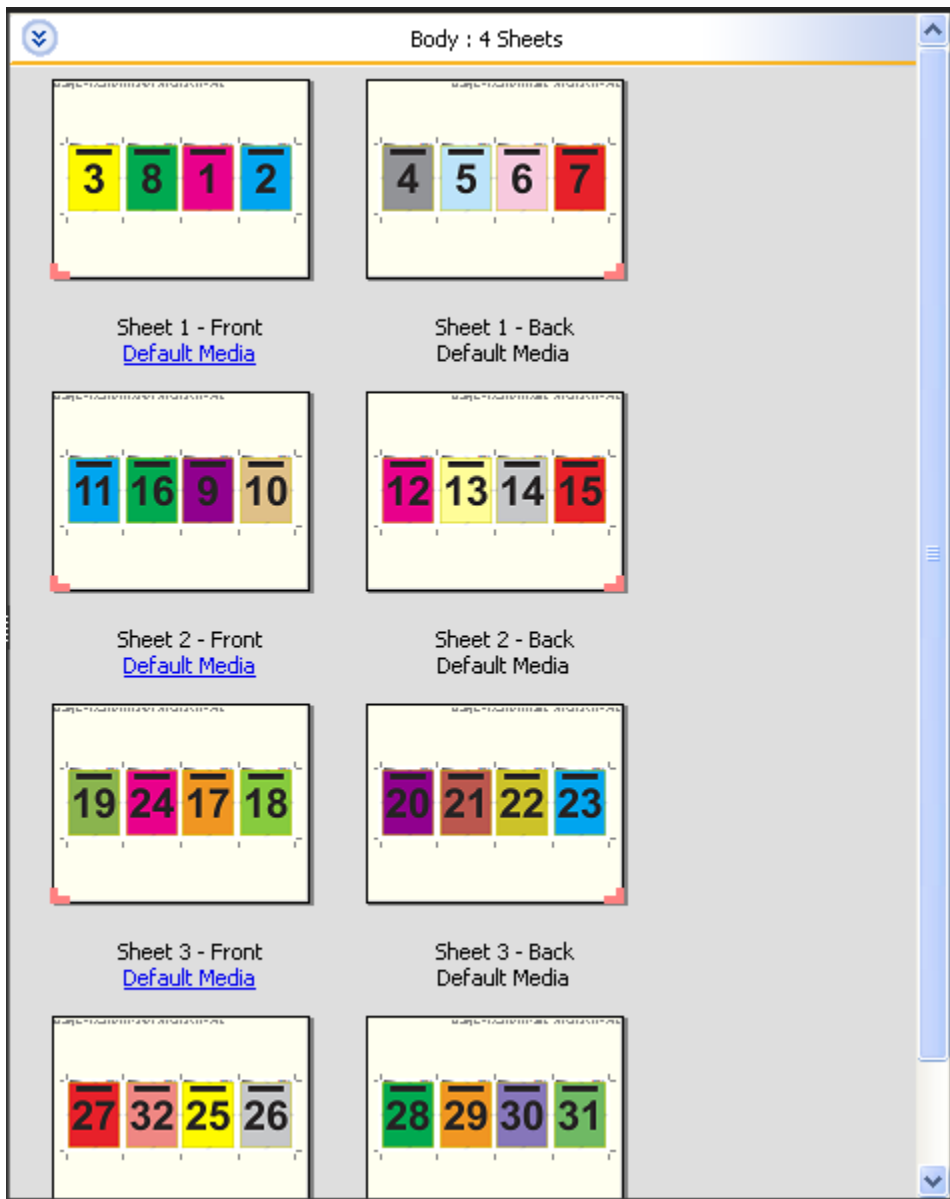 Body : 4 Sheets
3 8 1 2
4 5 6 7
Sheet 1 - Front
Default Media
Sheet 1 - Back
Default Media
11 16 9 10
12 13 14 15
Sheet 2 - Front
Default Media
Sheet 2 - Back
Default Media
19 24 17 18
20 21 22 23
Sheet 3 - Front
Default Media
Sheet 3 - Back
Default Media
27 32 25 26
28 29 30 31